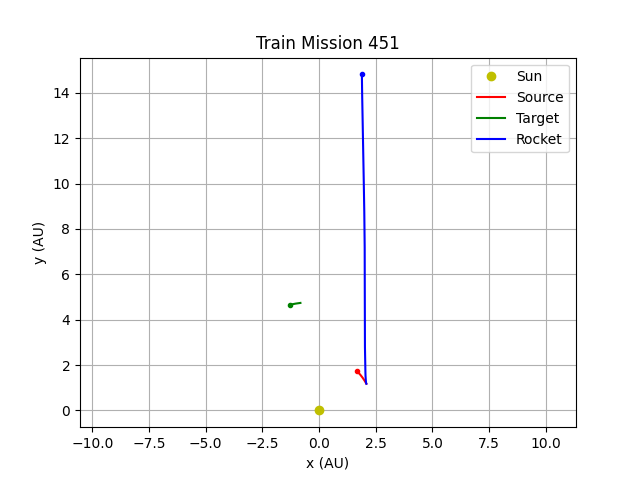 Train Mission 451
Sun
Source
Target
Rocket
14
12
10
8
6
4
2
0
y (AU)
−10.0 −7.5 −5.0 −2.5 0.0 2.5 5.0 7.5 10.0
x (AU)